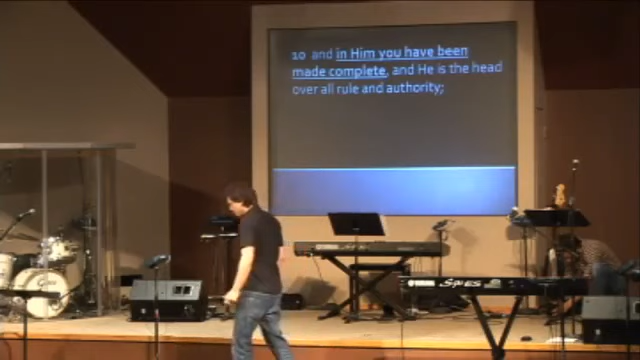 10 and in Him you have been
made complete, and He is the head
over all rule and authority;
YAMAHA